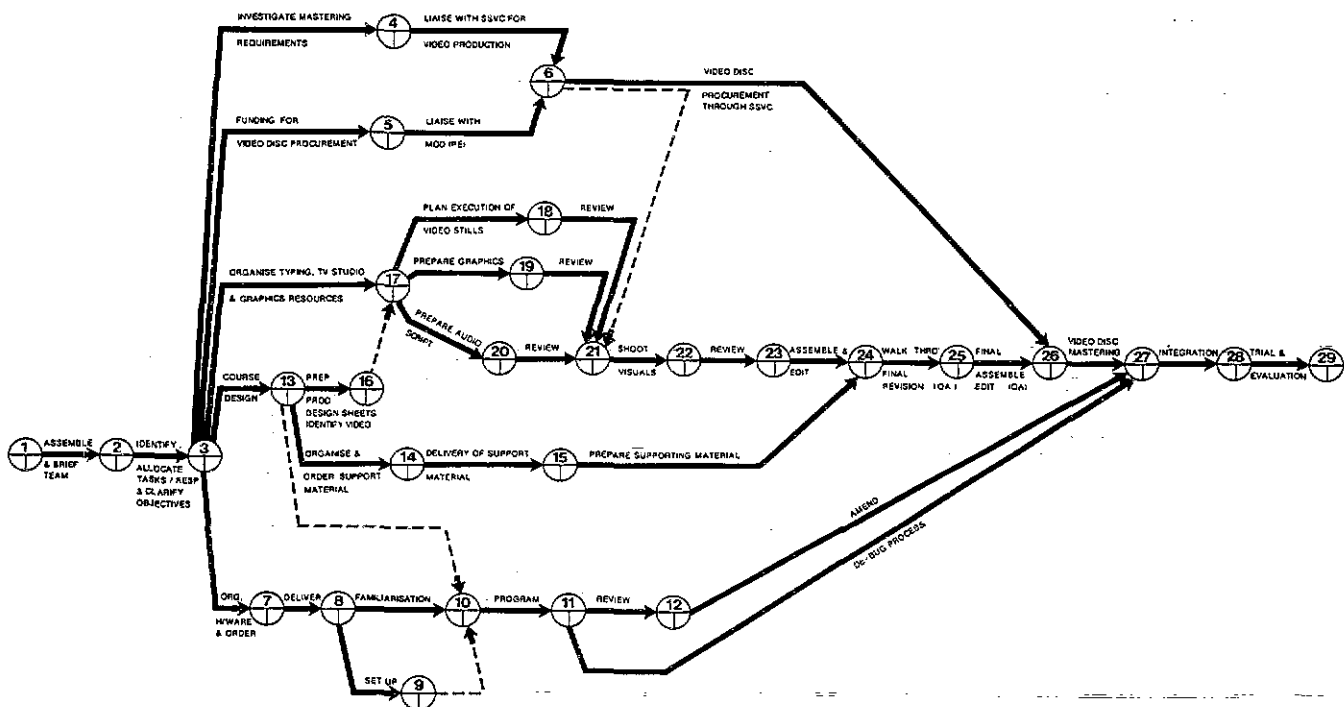 INVESTIGATE MASTERING
REQUIREMENTS
4
LIAISE WITH SSVC FOR
VIDEO PRODUCTION
6
VIDEO DISC
PROCUREMENT
THROUGH SSVC
FUNDING FOR
VIDEO DISC PROCUREMENT
5
LIAISE WITH
MOD (PE)
PLAN EXECUTION OF
VIDEO STILLS
18
REVIEW
ORGANISE TYPING, TV STUDIO
& GRAPHICS RESOURCES
17
PREPARE GRAPHICS
19
REVIEW
PREPARE AUDIO
SCRIPT
20
REVIEW
21
SHOOT
VISUALS
22
REVIEW
23
ASSEMBLE &
EDIT
24
WALK THRO'
FINAL
REVISION (QA)
25
FINAL
ASSEMBLE
EDIT (QA)
26
VIDEO DISC
MASTERING
27
INTEGRATION
28
TRIAL &
EVALUATION
29
COURSE
DESIGN
13
PREP
PROD
DESIGN SHEETS
IDENTIFY VIDEO
16
1
ASSEMBLE
& BRIEF
TEAM
2
IDENTIFY,
ALLOCATE
TASKS / RESP
& CLARIFY
OBJECTIVES
3
ORGANISE &
ORDER SUPPORT
MATERIAL
14
DELIVERY OF SUPPORT
MATERIAL
15
PREPARE SUPPORTING MATERIAL
AMEND
DE-BUG PROCESS
ORG.
H/WARE
& ORDER
7
DELIVER
8
FAMILIARISATION
10
PROGRAM
11
REVIEW
12
SET UP
9